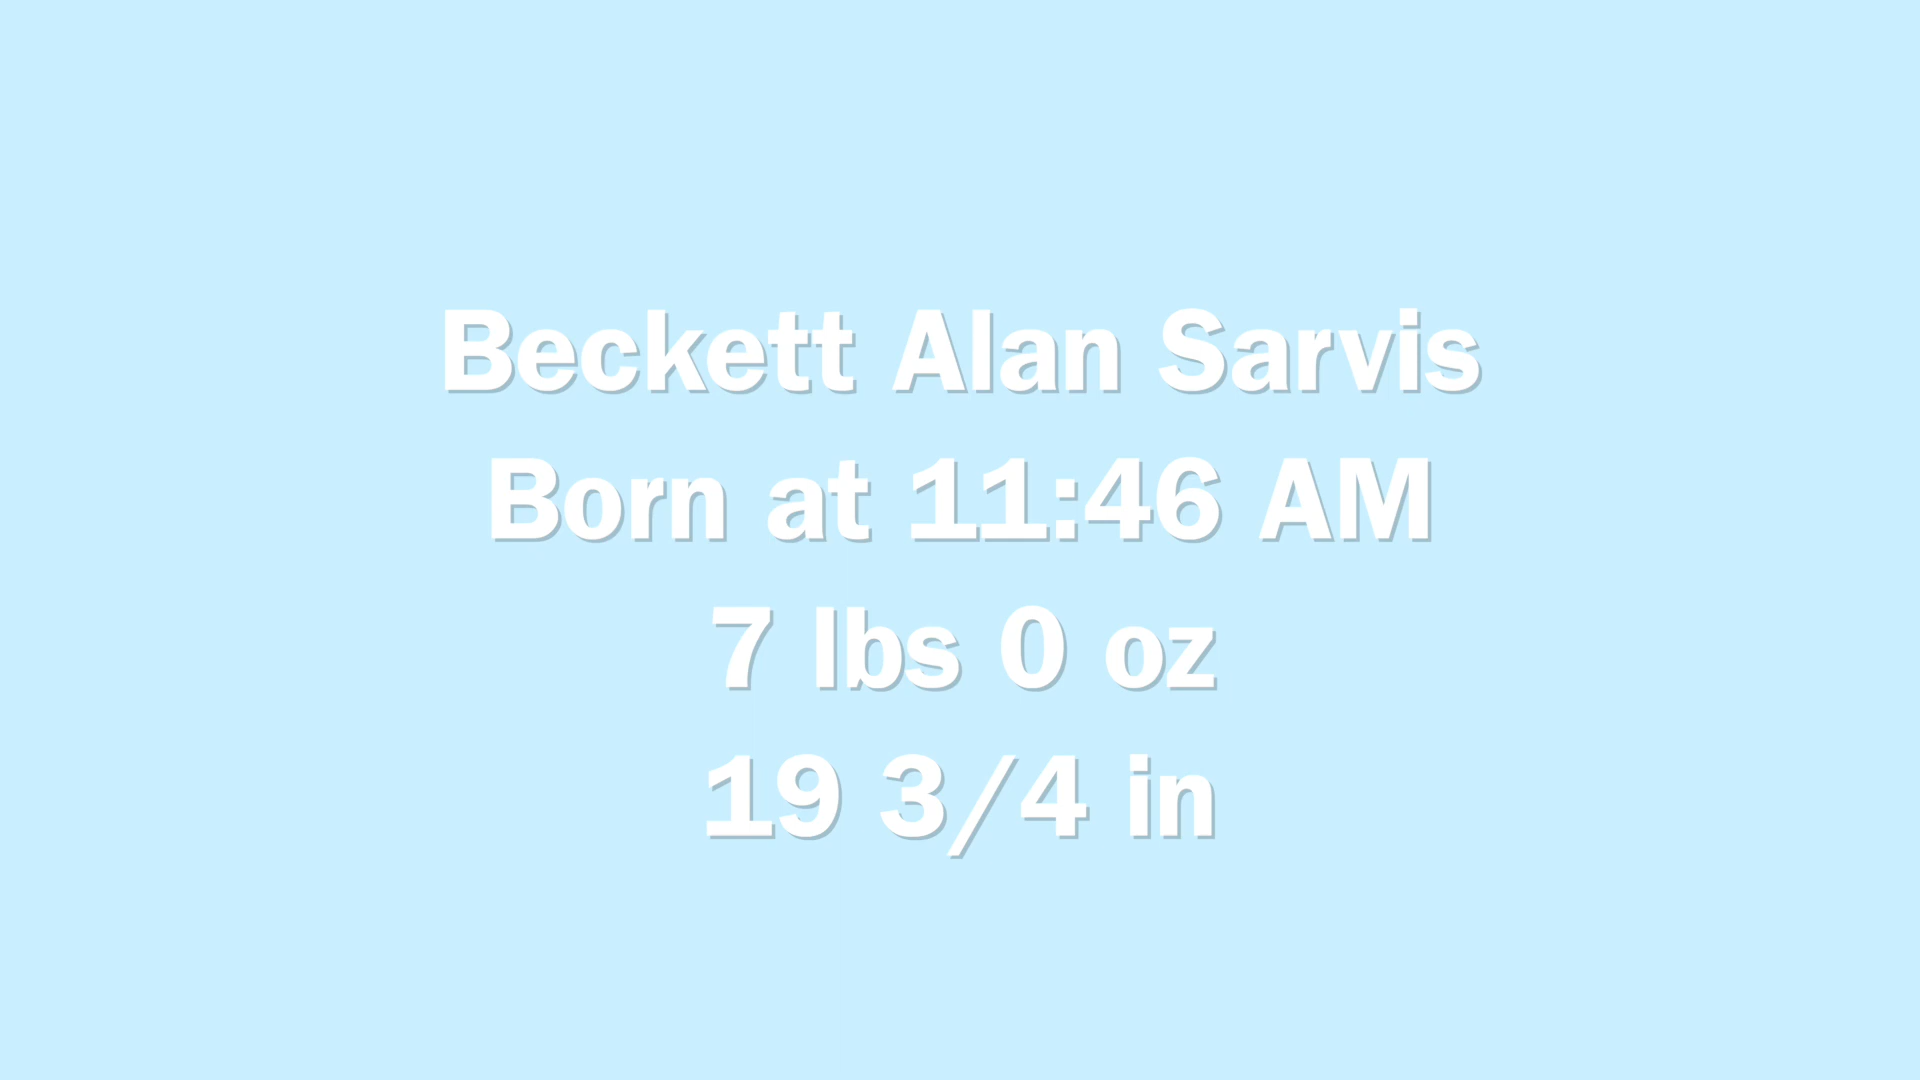 Beckett Alan Sarvis
Born at 11:46 AM
7 lbs 0 oz
19 3/4 in